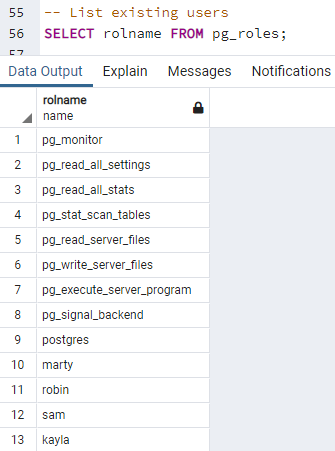 55 -- List existing users
56 SELECT rolname FROM pg_roles;
57
Data Output Explain Messages Notifications
rolname
name
1 pg_monitor
2 pg_read_all_settings
3 pg_read_all_stats
4 pg_stat_scan_tables
5 pg_read_server_files
6 pg_write_server_files
7 pg_execute_server_program
8 pg_signal_backend
9 postgres
10 marty
11 robin
12 sam
13 kayla